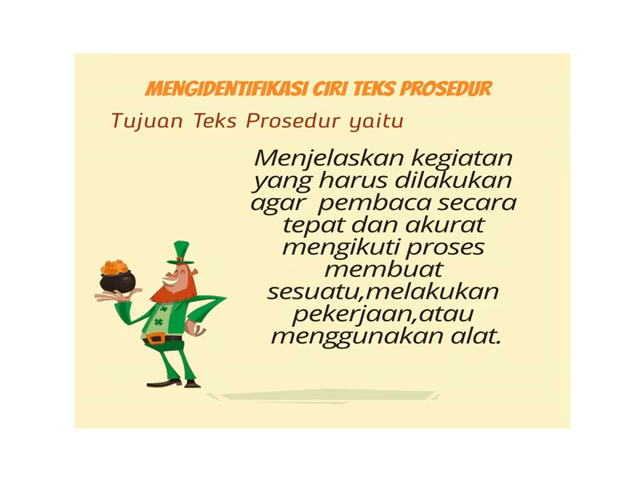 MENGIDENTIFIKASI CIRI TEKS PROSEDUR
Tujuan Teks Prosedur yaitu
Menjelaskan kegiatan
yang harus dilakukan
agar pembaca secara
tepat dan akurat
mengikuti proses
membuat
sesuatu,melakukan
pekerjaan,atau
menggunakan alat.